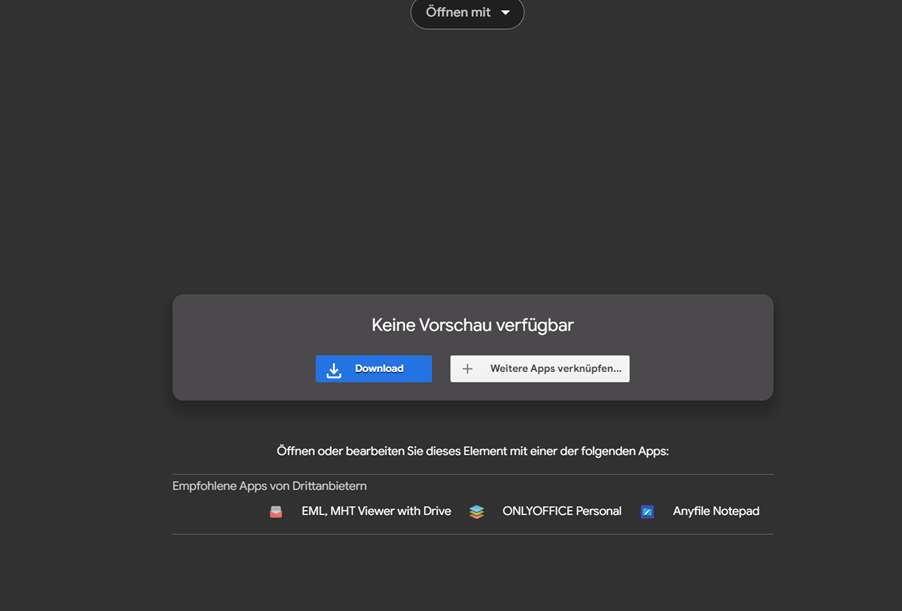 Öffnen mit
Keine Vorschau verfügbar
Download
Weitere Apps verknüpfen...
Öffnen oder bearbeiten Sie dieses Element mit einer der folgenden Apps:
Empfohlene Apps von Drittanbietern
EML, MHT Viewer with Drive ONLYOFFICE Personal Anyfile Notepad